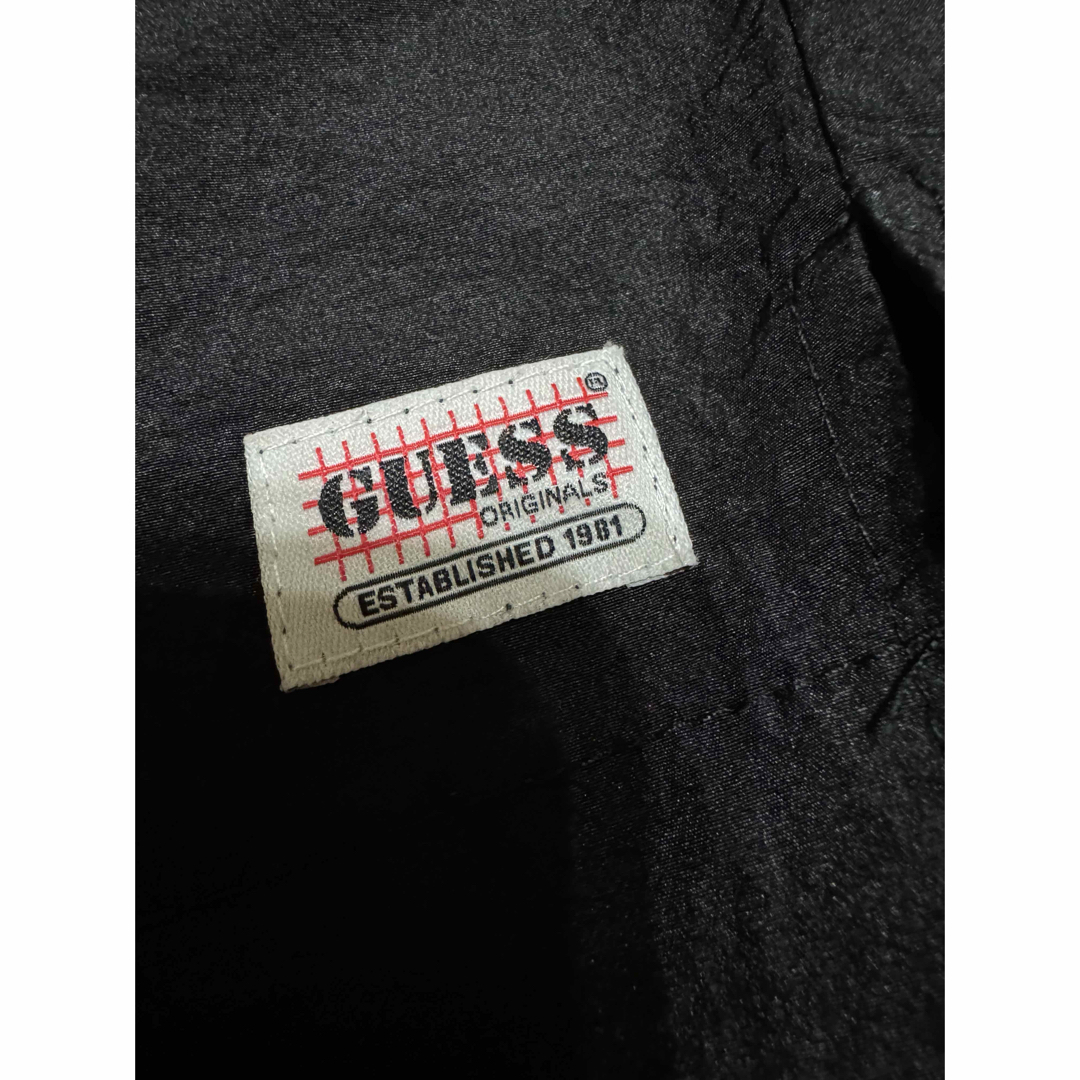 GUESS
ORIGINALS
ESTABLISHED 1981